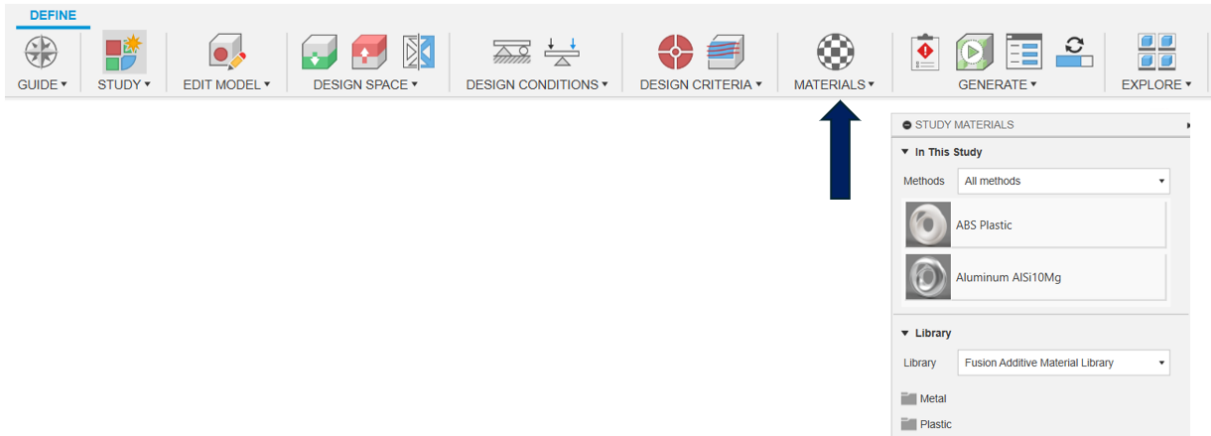 DEFINE
GUIDE ▾ STUDY ▾ EDIT MODEL ▾ DESIGN SPACE ▾ DESIGN CONDITIONS ▾ DESIGN CRITERIA ▾ MATERIALS ▾ GENERATE ▾ EXPLORE ▾
STUDY MATERIALS
In This Study
Methods All methods
ABS Plastic
Aluminum AlSi10Mg
Library
Library Fusion Additive Material Library
Metal
Plastic